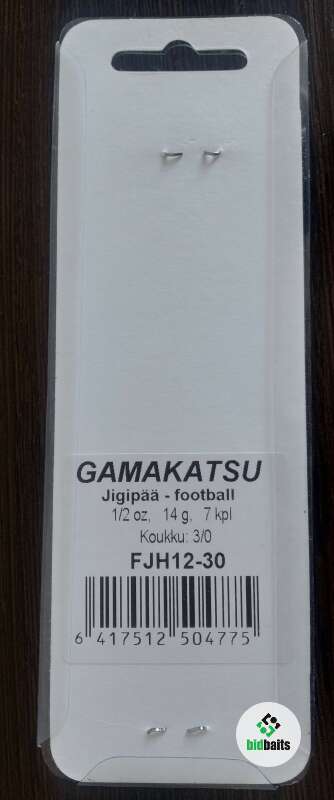 GAMAKATSU
Jigipää - football
1/2 oz, 14 g, 7 kpl
Koukku: 3/0
FJH12-30
6 417512 504775
bidbaits